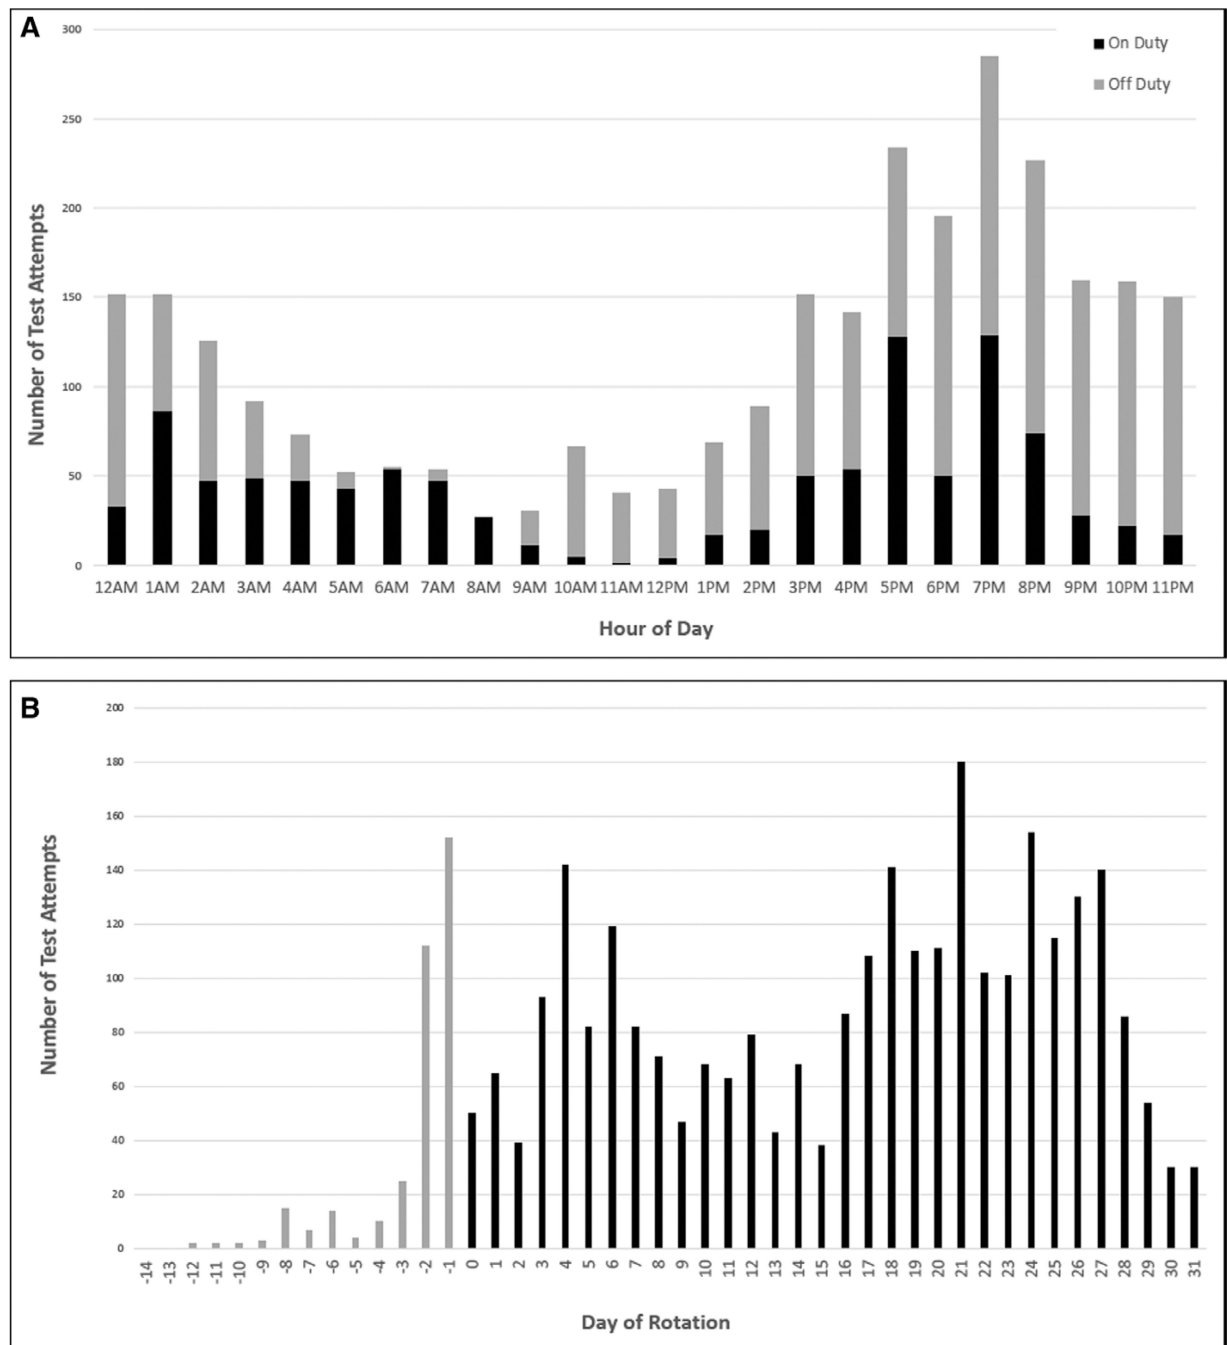 A
300
250
200
150
100
50
0
Number of Test Attempts
On Duty
Off Duty
12AM 1AM 2AM 3AM 4AM 5AM 6AM 7AM 8AM 9AM 10AM 11AM 12PM 1PM 2PM 3PM 4PM 5PM 6PM 7PM 8PM 9PM 10PM 11PM
Hour of Day
B
200
180
160
140
120
100
80
60
40
20
0
Number of Test Attempts
-14 -13 -12 -11 -10 -9 -8 -7 -6 -5 -4 -3 -2 -1 0 1 2 3 4 5 6 7 8 9 10 11 12 13 14 15 16 17 18 19 20 21 22 23 24 25 26 27 28 29 30 31
Day of Rotation